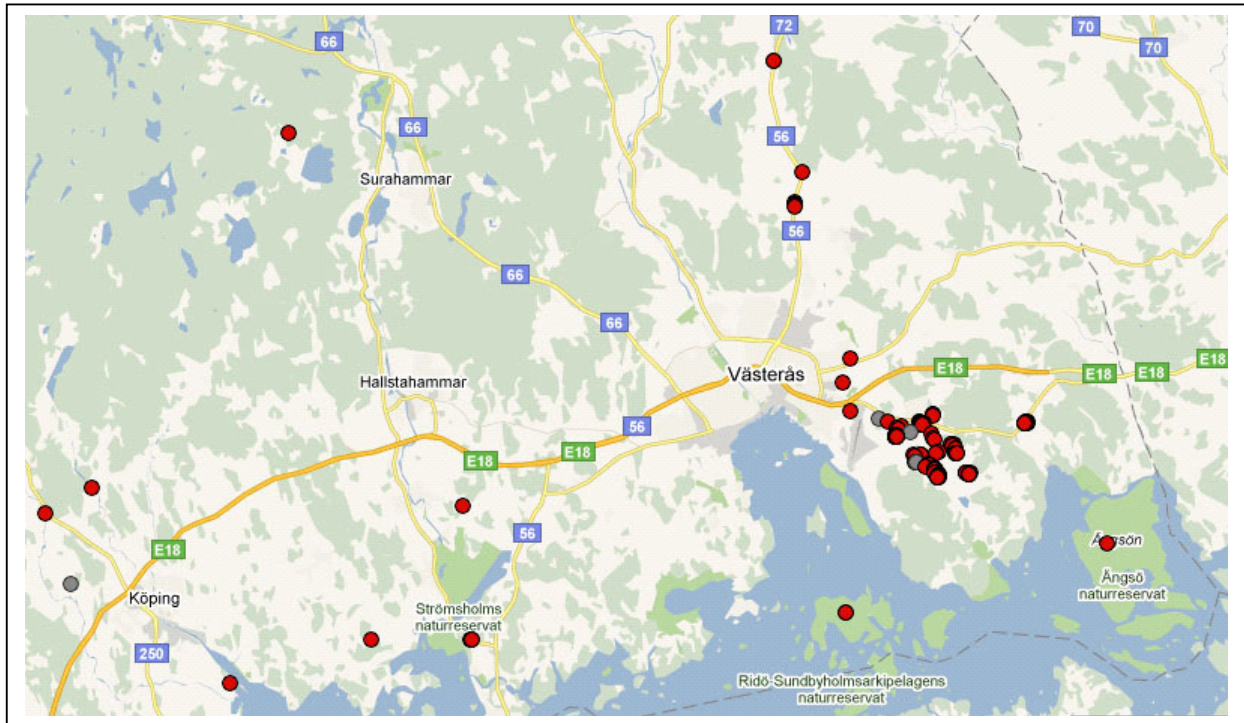 66
72
70
70
56
66
Surahammar
56
66
66
Västerås
E18
E18
E18
E18
Hallstahammar
56
E18
E18
56
E18
Ängsön
Ängsö
naturreservat
Köping
Strömsholms
naturreservat
250
Ridö-Sundbyholmsarkipelagens
naturreservat